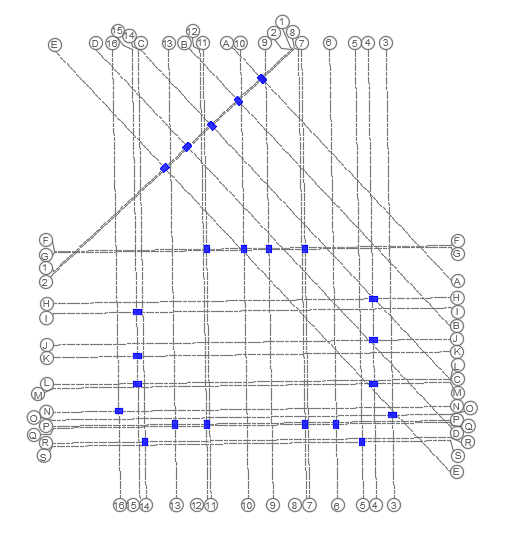 E D 16 15 14 C 13 B 12 11 A 10 9 2 1 8 7 6 5 4 3
F F
G G
1
2
A
H H
I I
B
J J
K K
L
L C
M M
N N O
O P
P Q
Q D
R R
S S
E
16 15 14 13 12 11 10 9 8 7 6 5 4 3